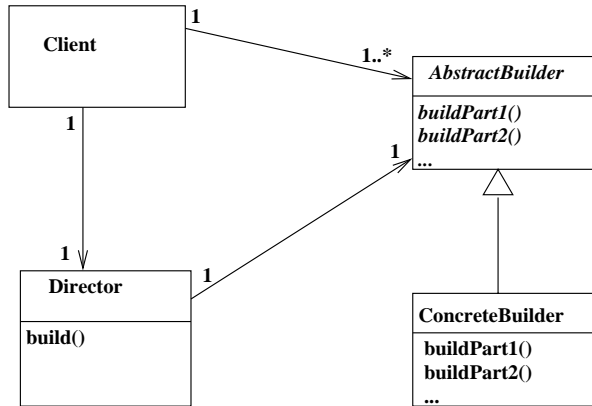 1
Client
1..*
AbstractBuilder
buildPart1()
buildPart2()
...
1
1
1
Director
build()
1
ConcreteBuilder
buildPart1()
buildPart2()
...